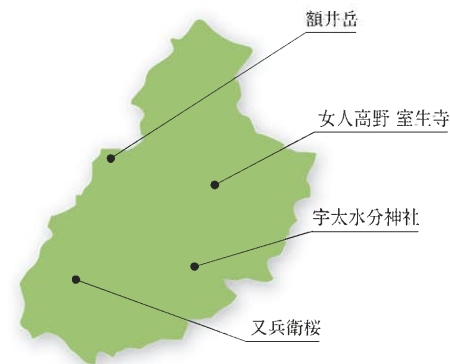 額井岳
女人高野 室生寺
宇太水分神社
又兵衛桜